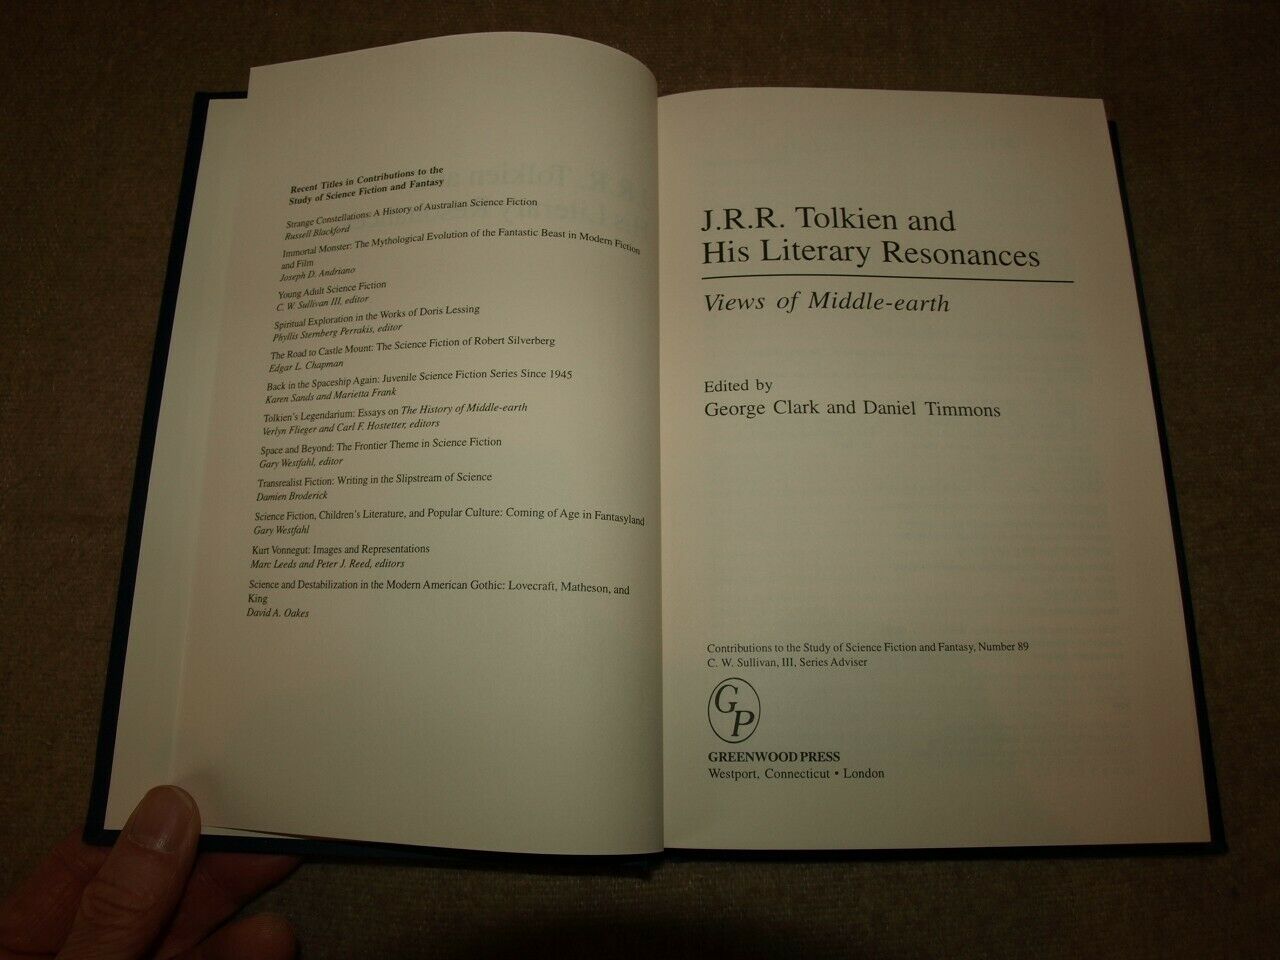 Recent Titles in Contributions to the
Study of Science Fiction and Fantasy
Strange Constellations: A History of Australian Science Fiction
Russell Blackford
Immortal Monster: The Mythological Evolution of the Fantastic Beast in Modern Fiction
and Film
Joseph D. Andriano
Young Adult Science Fiction
C. W. Sullivan III, editor
Spiritual Exploration in the Works of Doris Lessing
Phyllis Sternberg Perrakis, editor
The Road to Castle Mount: The Science Fiction of Robert Silverberg
Edgar L. Chapman
Back in the Spaceship Again: Juvenile Science Fiction Series Since 1945
Karen Sands and Marietta Frank
Tolkien's Legendarium: Essays on The History of Middle-earth
Verlyn Flieger and Carl F. Hostetter, editors
Space and Beyond: The Frontier Theme in Science Fiction
Gary Westfahl, editor
Transrealist Fiction: Writing in the Slipstream of Science
Damien Broderick
Science Fiction, Children's Literature, and Popular Culture: Coming of Age in Fantasyland
Gary Westfahl
Kurt Vonnegut: Images and Representations
Marc Leeds and Peter J. Reed, editors
Science and Destabilization in the Modern American Gothic: Lovecraft, Matheson, and
King
David A. Oakes
J.R.R. Tolkien and
His Literary Resonances
Views of Middle-earth
Edited by
George Clark and Daniel Timmons
Contributions to the Study of Science Fiction and Fantasy, Number 89
C. W. Sullivan, III, Series Adviser
GP
GREENWOOD PRESS
Westport, Connecticut • London